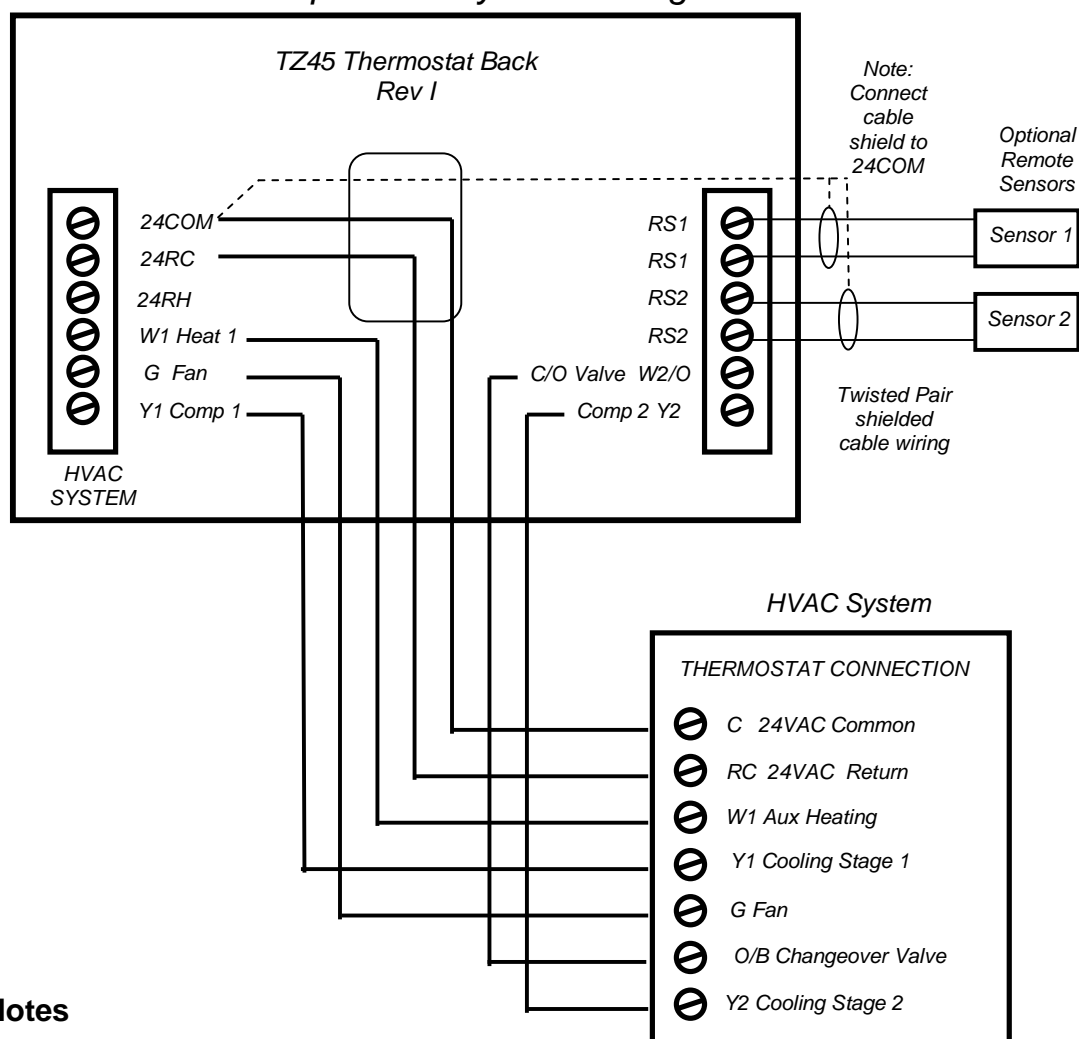 TZ45 Thermostat Back
Rev I
Note:
Connect
cable
shield to
24COM
Optional
Remote
Sensors
24COM
24RC
24RH
W1 Heat 1
G Fan
Y1 Comp 1
HVAC
SYSTEM
RS1
RS1
RS2
RS2
C/O Valve W2/O
Comp 2 Y2
Sensor 1
Sensor 2
Twisted Pair
shielded
cable wiring
HVAC System
THERMOSTAT CONNECTION
C 24VAC Common
RC 24VAC Return
W1 Aux Heating
Y1 Cooling Stage 1
G Fan
O/B Changeover Valve
Y2 Cooling Stage 2